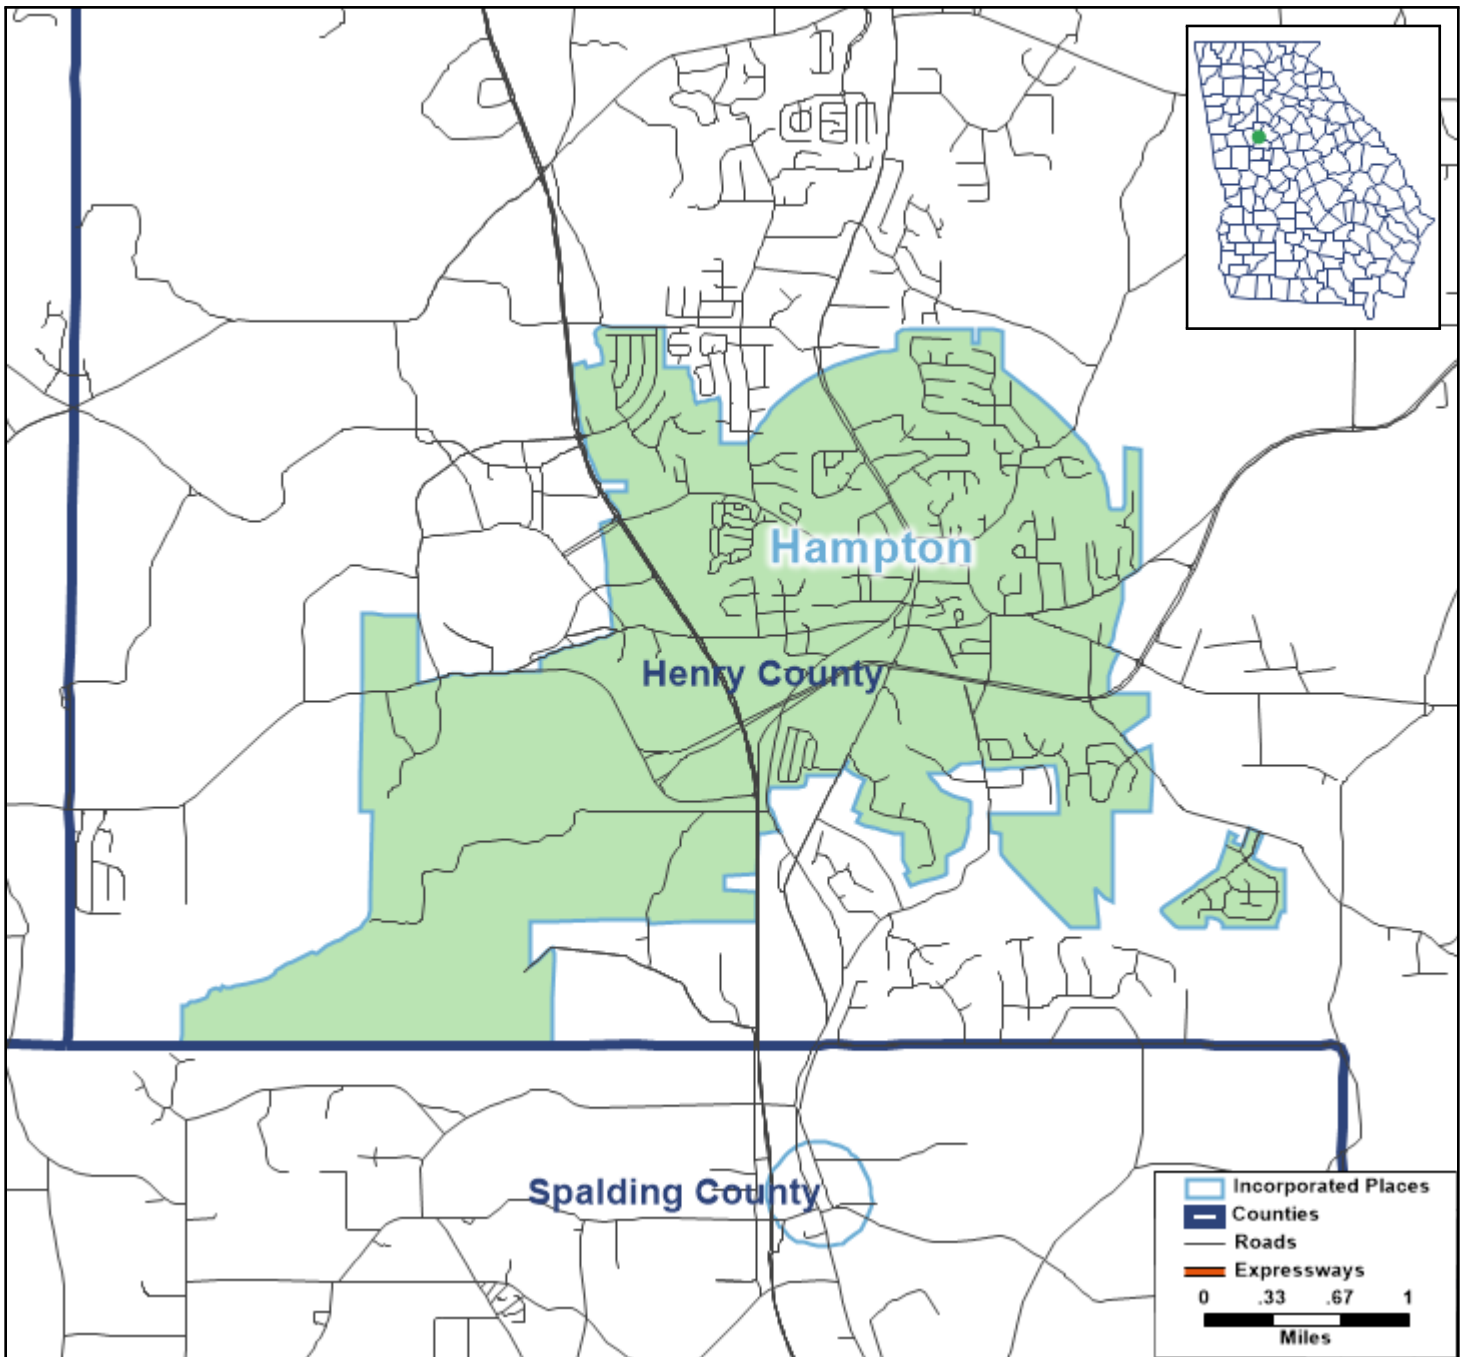 Hampton
Henry County
Spalding County
Incorporated Places
Counties
Roads
Expressways
0 .33 .67 1
Miles